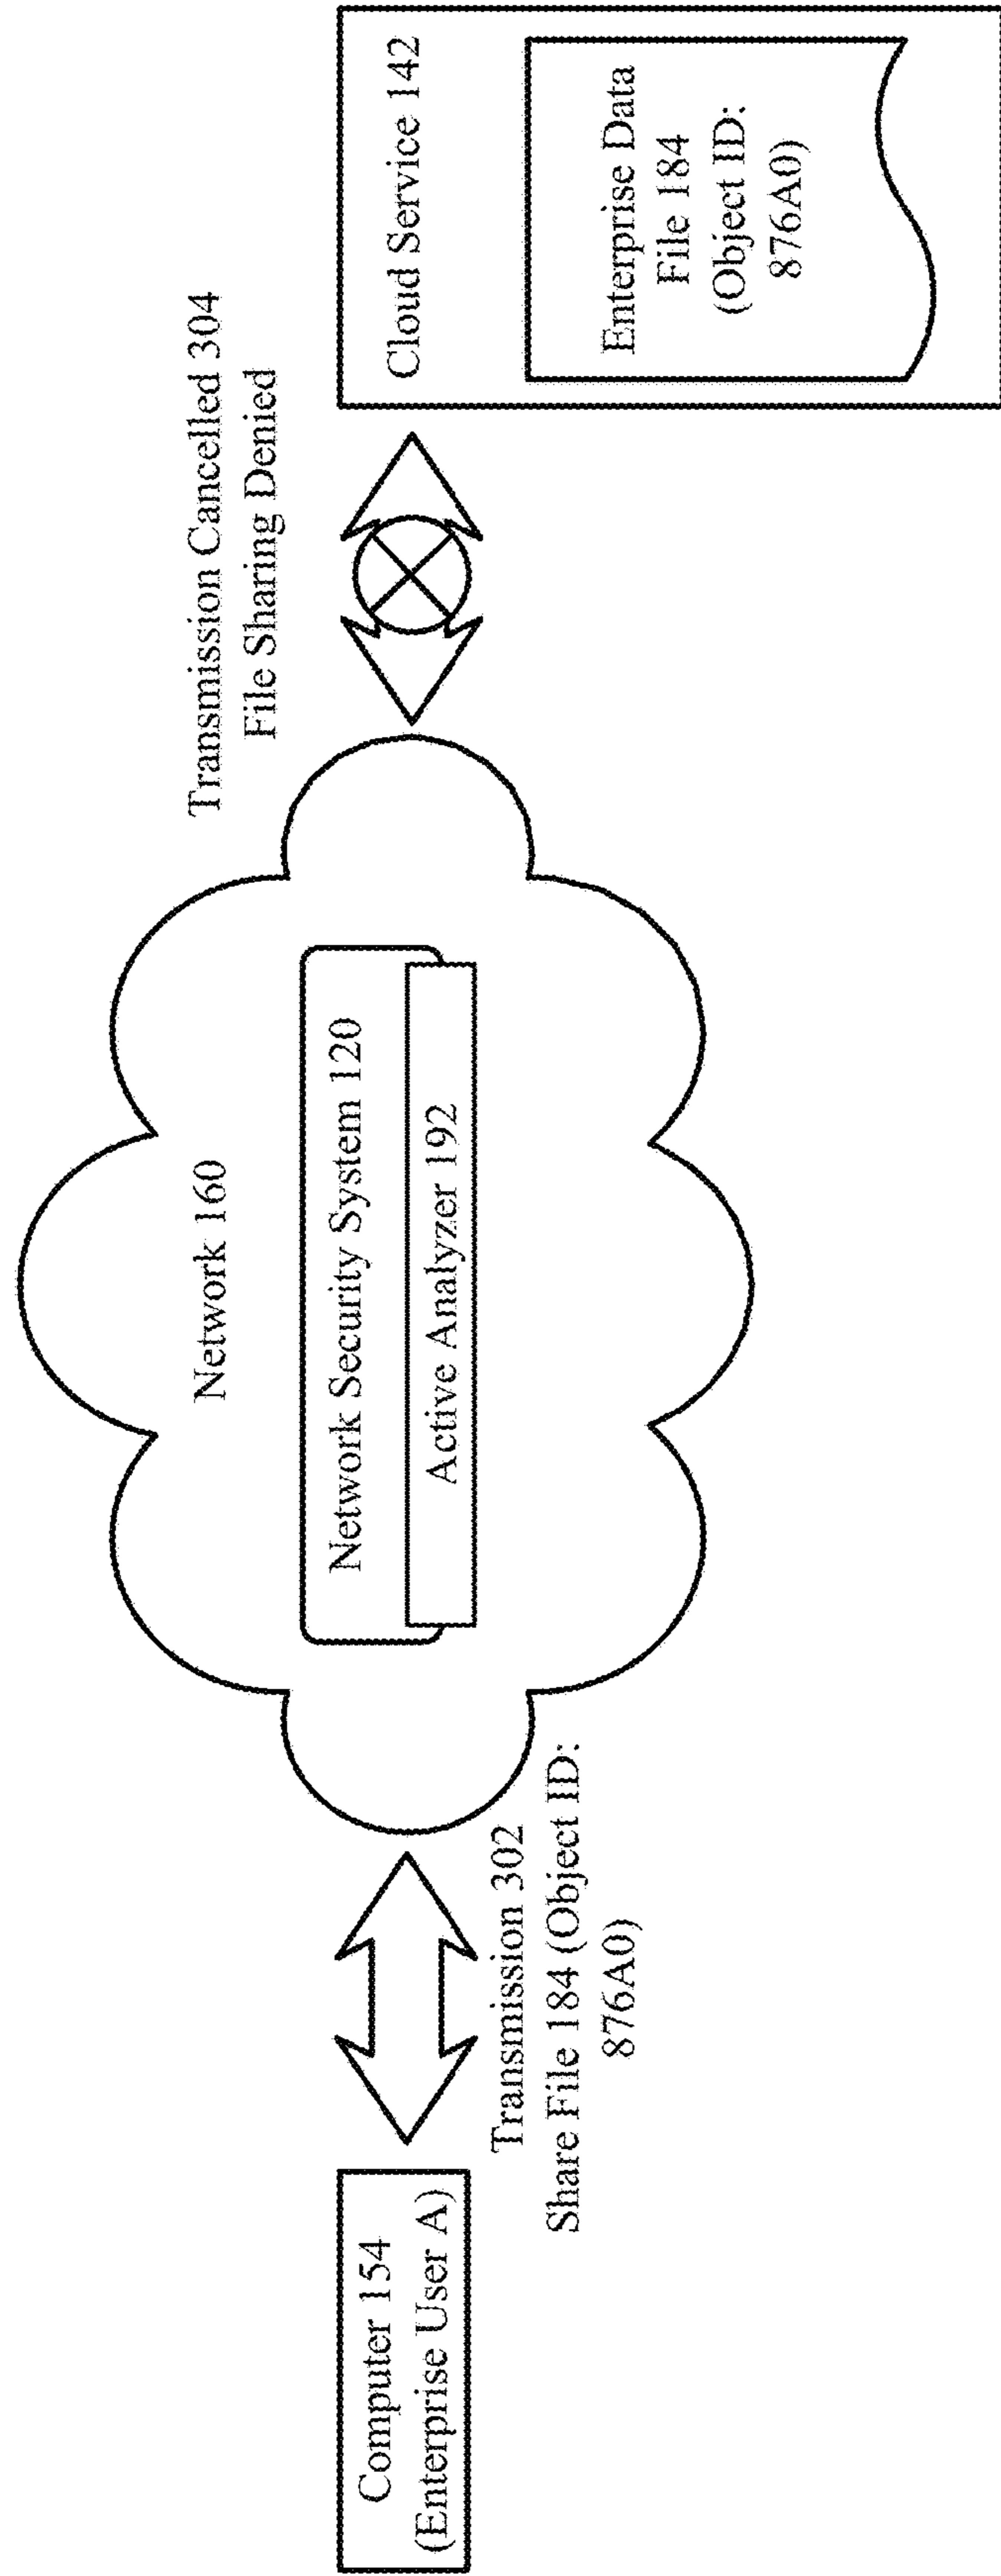 Computer 154
(Enterprise User A)
Transmission 302
Share File 184 (Object ID:
876A0)
Network 160
Network Security System 120
Active Analyzer 192
Transmission Cancelled 304
File Sharing Denied
Cloud Service 142
Enterprise Data
File 184
(Object ID:
876A0)